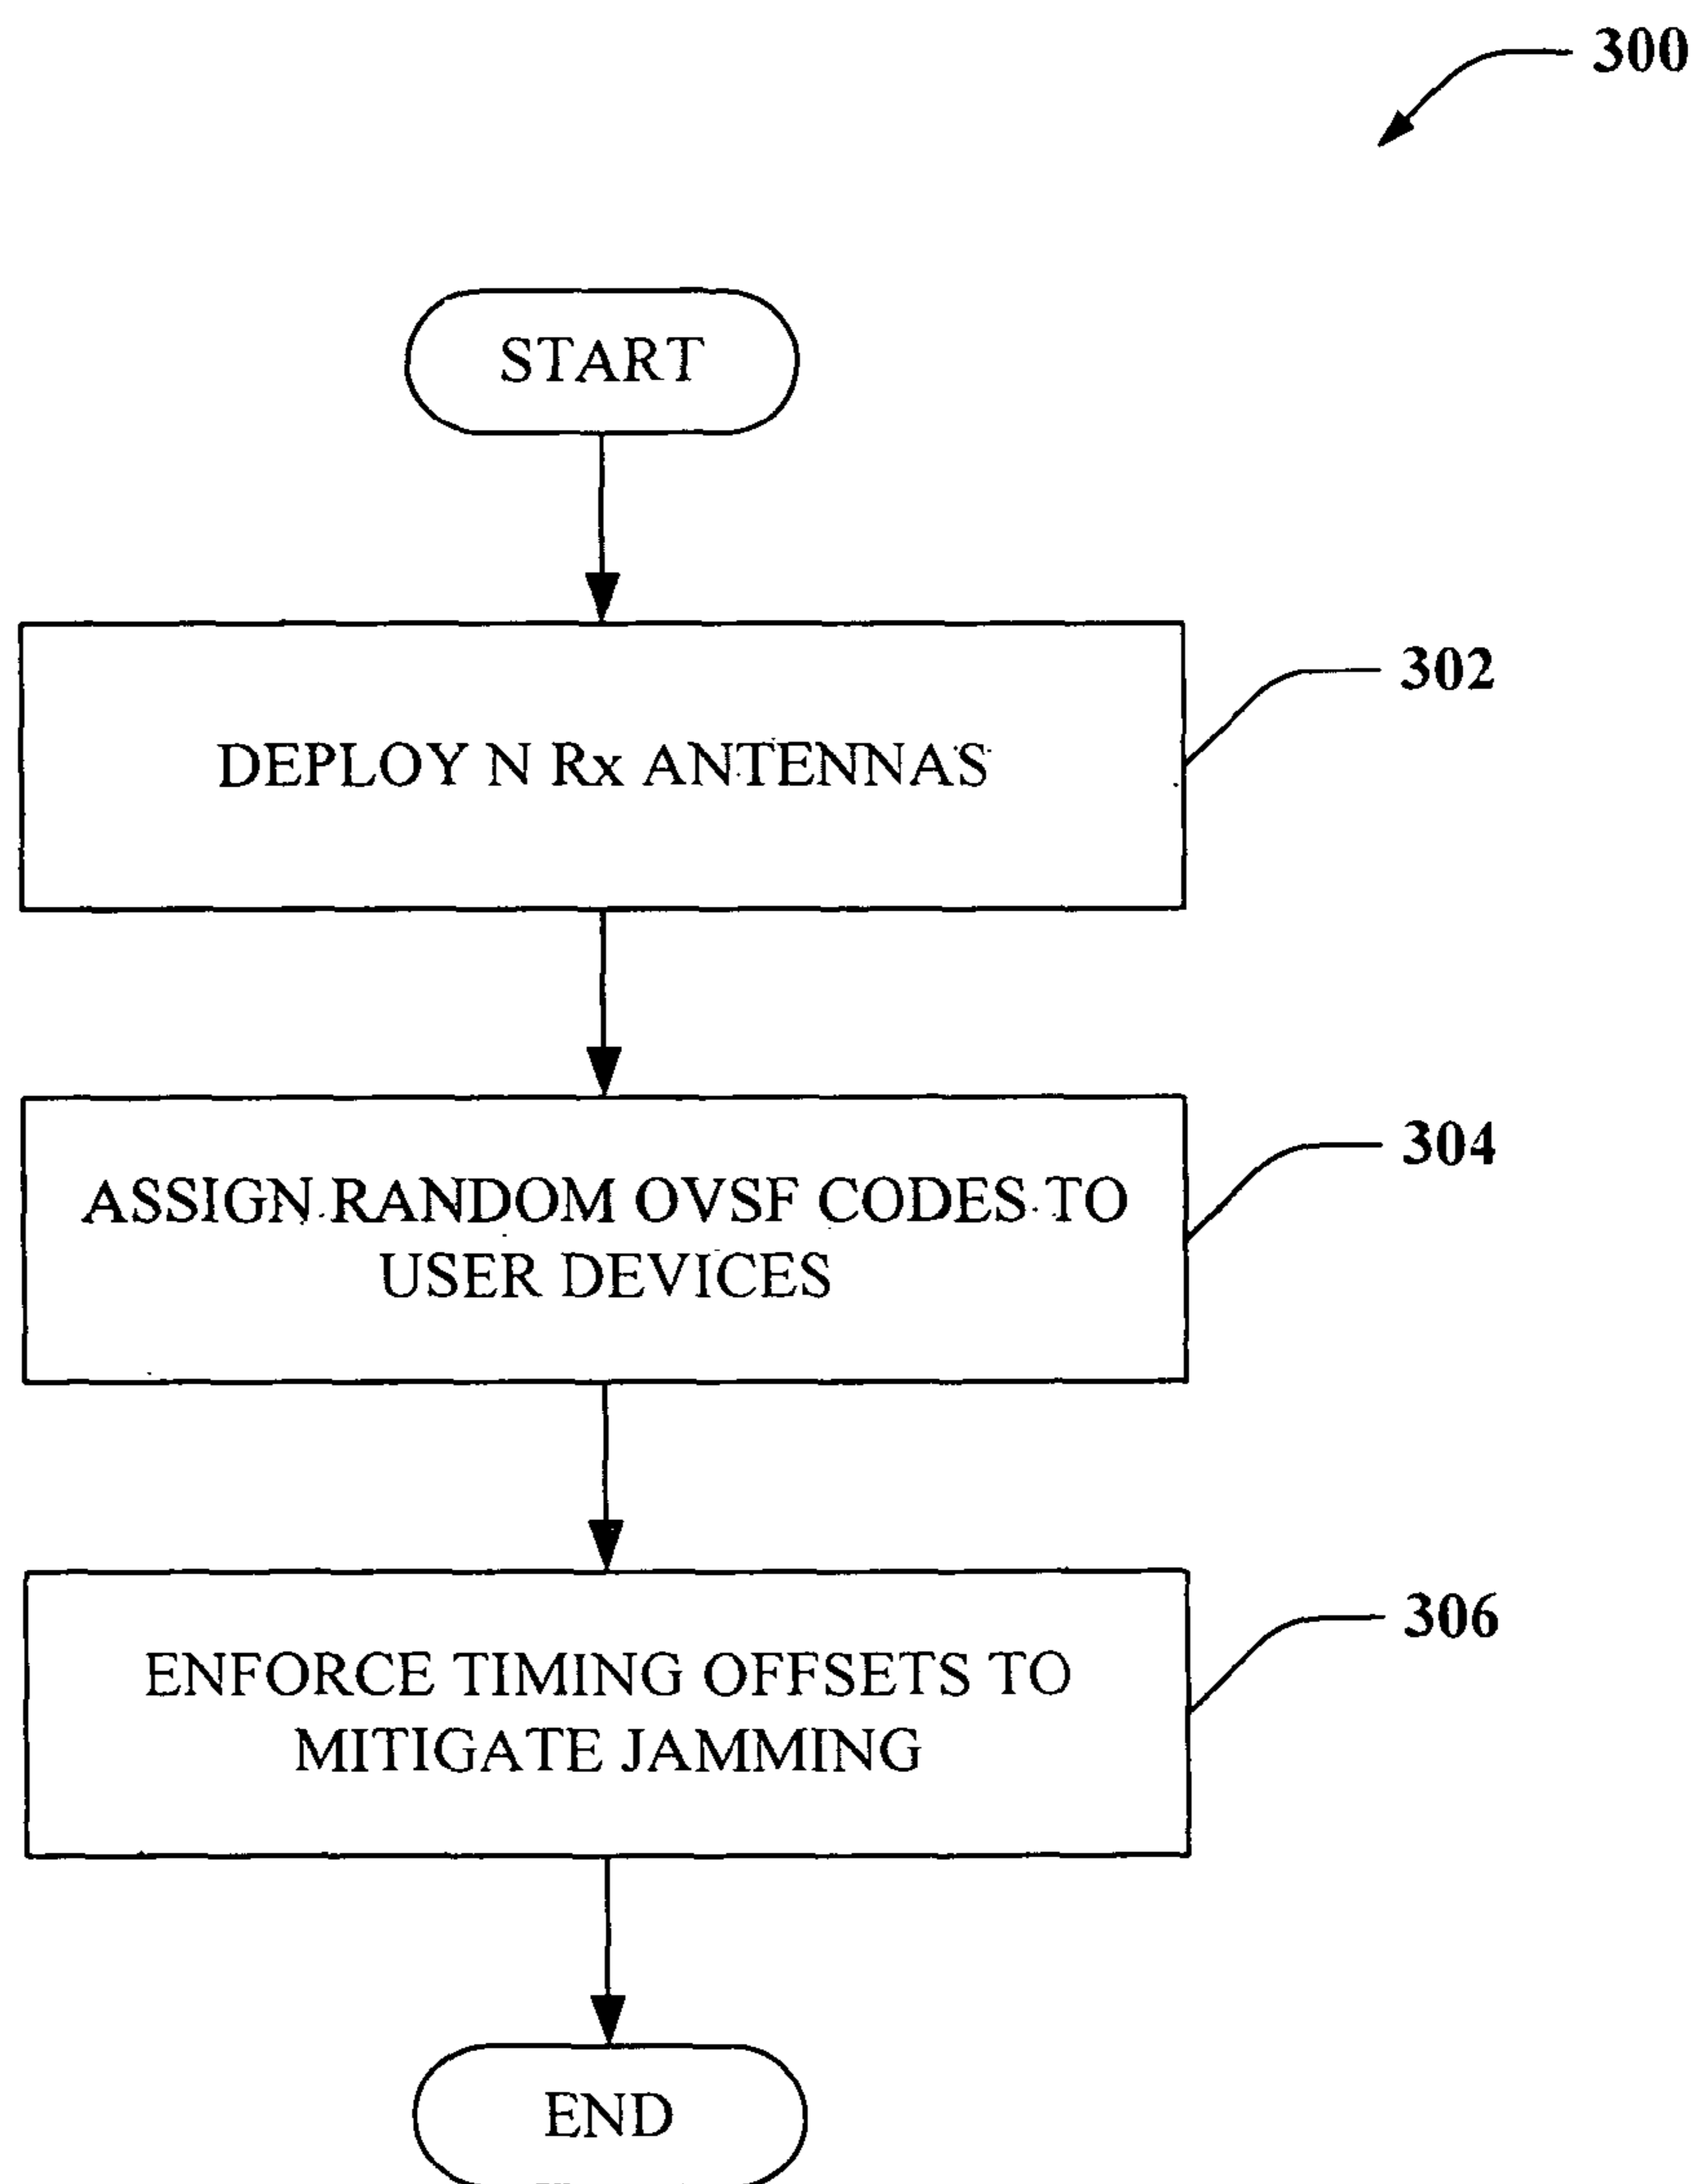 300
START
DEPLOY N Rx ANTENNAS
302
ASSIGN RANDOM OVSF CODES TO
USER DEVICES
304
ENFORCE TIMING OFFSETS TO
MITIGATE JAMMING
306
END